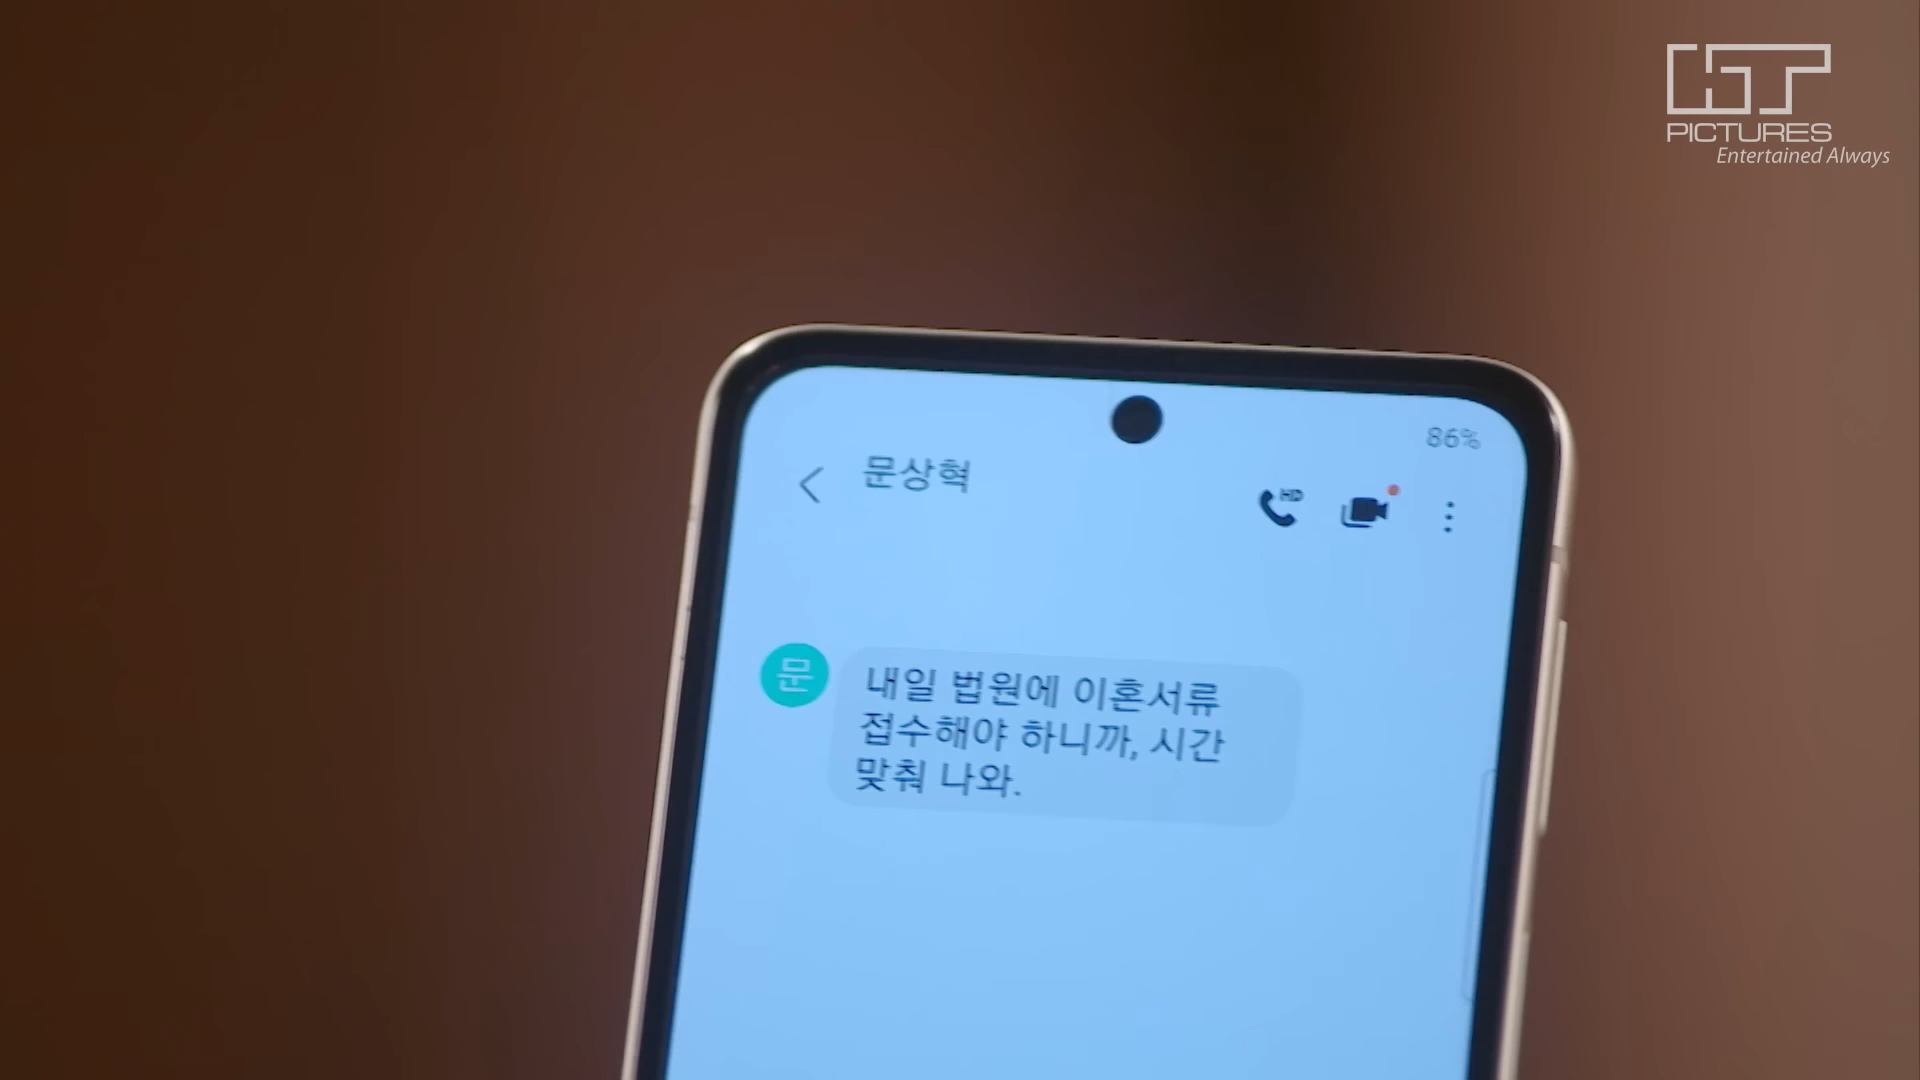 HT
PICTURES
Entertained Always
86%
문상혁
HD
문
내일 법원에 이혼서류
접수해야 하니까, 시간
맞춰 나와.